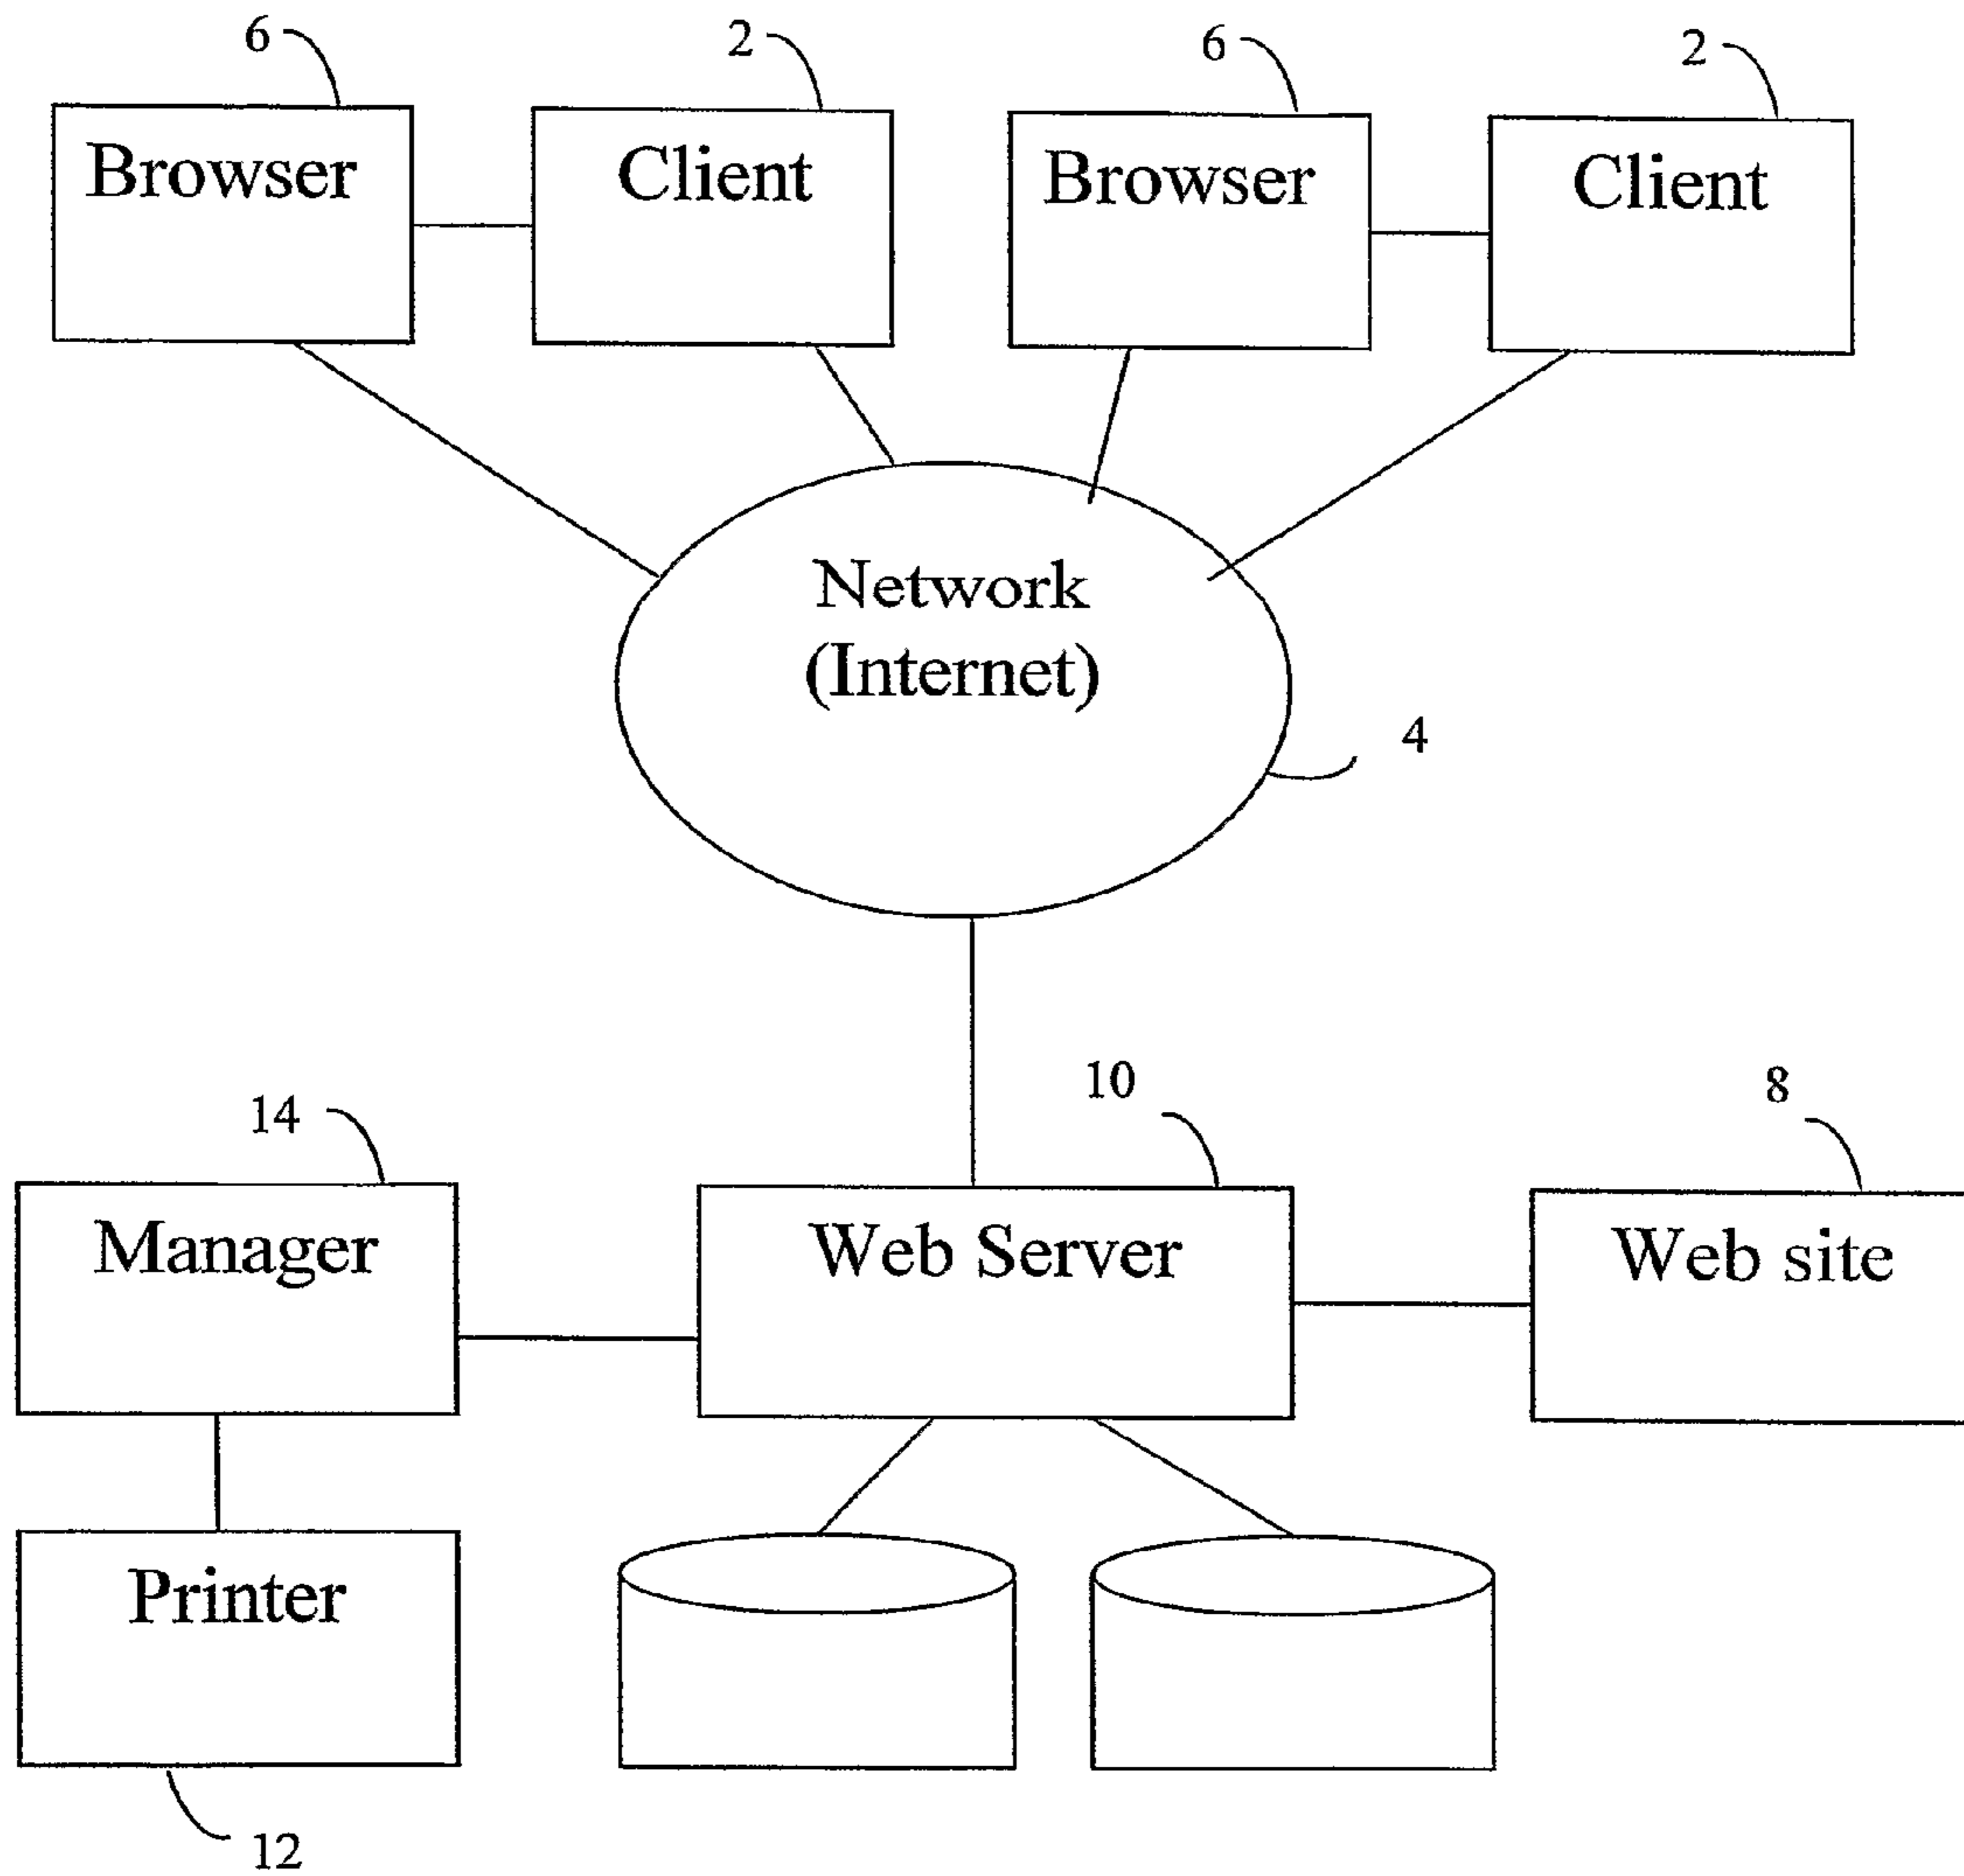 6
2
6
2
Browser
Client
Browser
Client
Network
(Internet)
4
14
10
8
Manager
Web Server
Web site
Printer
12